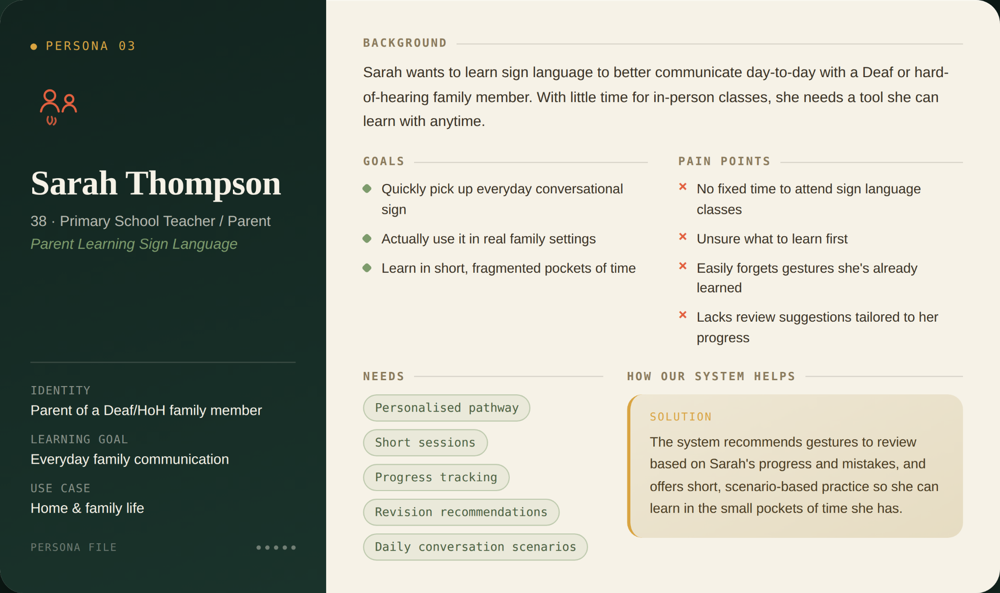 PERSONA 03
Sarah Thompson
38 · Primary School Teacher / Parent
Parent Learning Sign Language
IDENTITY
Parent of a Deaf/HoH family member
LEARNING GOAL
Everyday family communication
USE CASE
Home & family life
PERSONA FILE
BACKGROUND
Sarah wants to learn sign language to better communicate day-to-day with a Deaf or hard-
of-hearing family member. With little time for in-person classes, she needs a tool she can
learn with anytime.
GOALS
Quickly pick up everyday conversational
sign
Actually use it in real family settings
Learn in short, fragmented pockets of time
PAIN POINTS
No fixed time to attend sign language
classes
Unsure what to learn first
Easily forgets gestures she's already
learned
Lacks review suggestions tailored to her
progress
NEEDS
Personalised pathway
Short sessions
Progress tracking
Revision recommendations
Daily conversation scenarios
HOW OUR SYSTEM HELPS
SOLUTION
The system recommends gestures to review
based on Sarah's progress and mistakes, and
offers short, scenario-based practice so she can
learn in the small pockets of time she has.